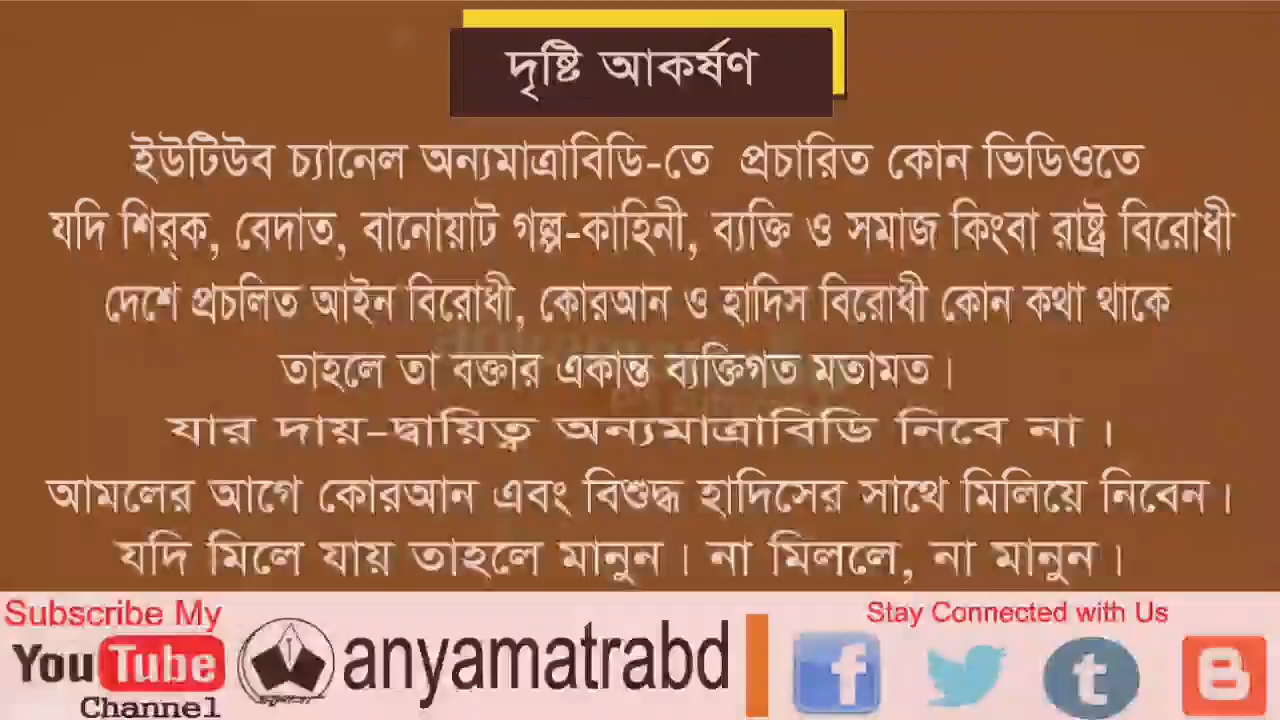 দৃষ্টি আকর্ষণ
ইউটিউব চ্যানেল অন্যমাত্রাবিডি-তে প্রচারিত কোন ভিডিওতে
যদি শির্‌ক, বেদাত, বানোয়াট গল্প-কাহিনী, ব্যক্তি ও সমাজ কিংবা রাষ্ট্র বিরোধী
দেশে প্রচলিত আইন বিরোধী, কোরআন ও হাদিস বিরোধী কোন কথা থাকে
তাহলে তা বক্তার একান্ত ব্যক্তিগত মতামত।
যার দায়-দ্বায়িত্ব অন্যমাত্রাবিডি নিবে না।
আমলের আগে কোরআন এবং বিশুদ্ধ হাদিসের সাথে মিলিয়ে নিবেন।
যদি মিলে যায় তাহলে মানুন। না মিললে, না মানুন।
Subscribe My
YouTube
Channel
anyamatrabd
Stay Connected with Us